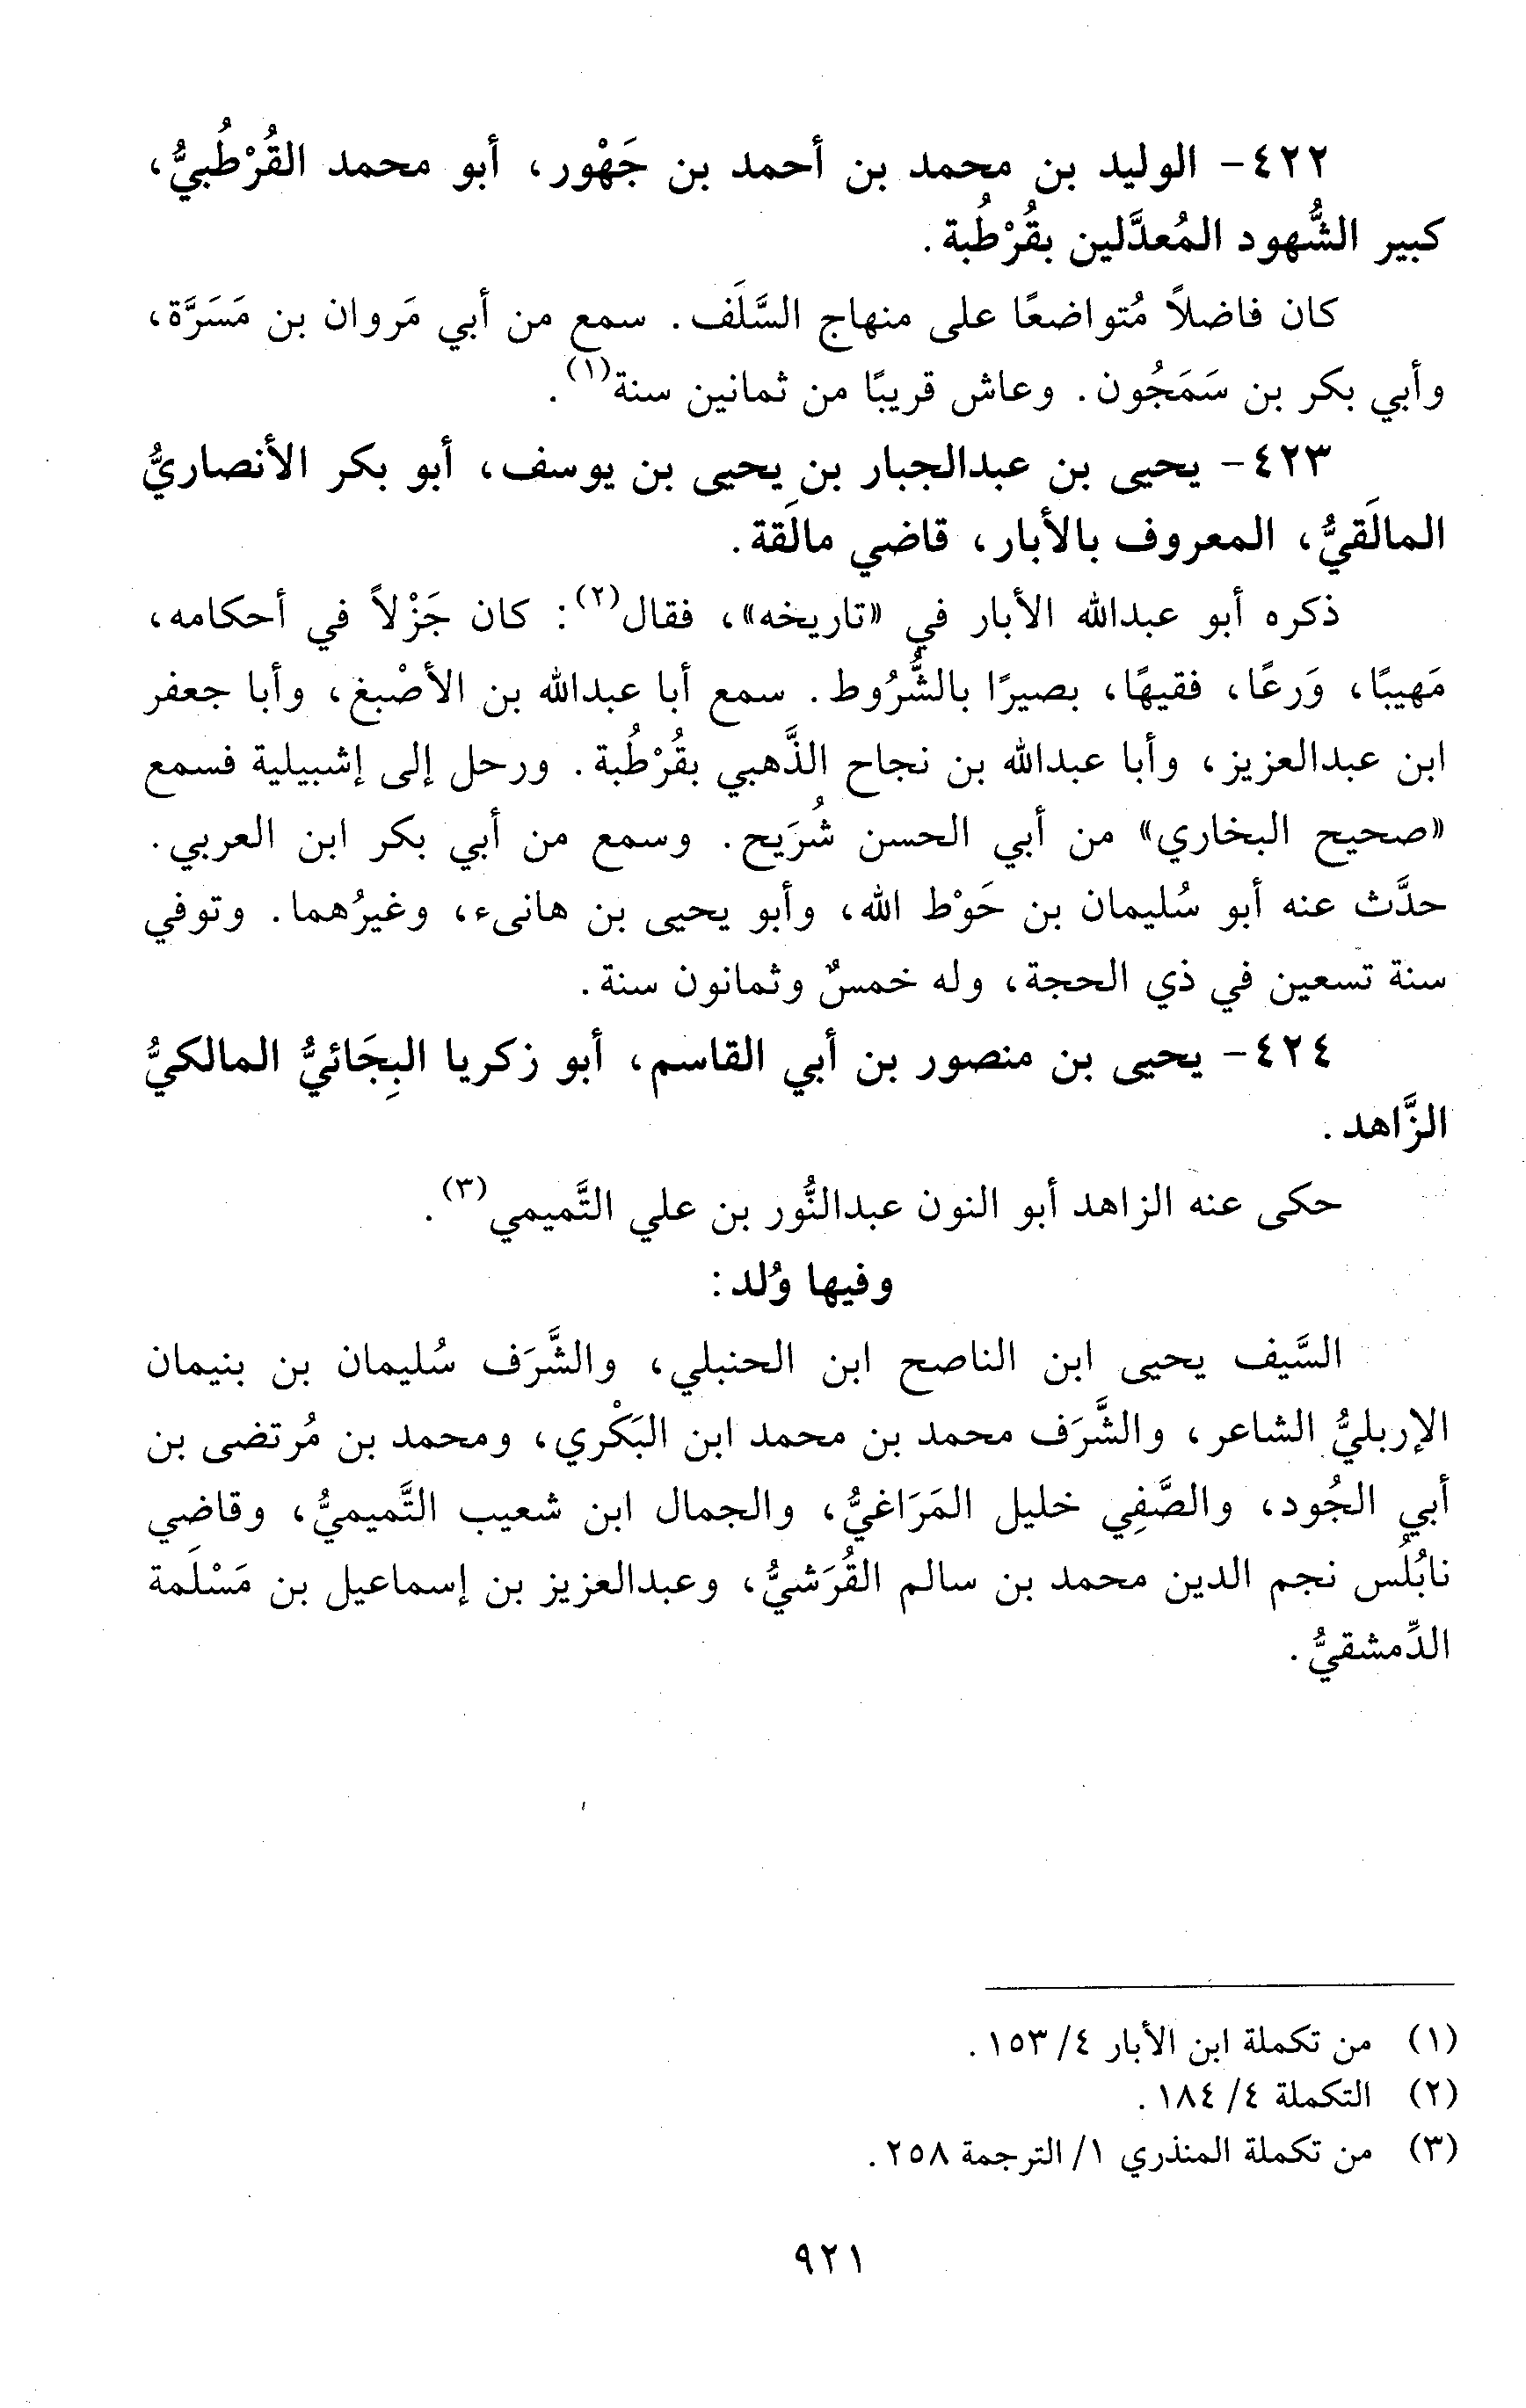 ٤٢٢- الوليد بن محمد بن أحمد بن جَهْور، أبو محمد القُرْطُبيُّ،
كبير الشُّهود المُعدَّلين بقُرْطُبة.
كان فاضلاً مُتواضعًا على منهاج السَّلَف. سمع من أبي مَروان بن مَسَرَّة،
وأبي بكر بن سَمَجُون. وعاش قريبًا من ثمانين سنة(١).
٤٢٣- يحيى بن عبدالجبار بن يحيى بن يوسف، أبو بكر الأنصاريُّ
المالَقيُّ، المعروف بالأبار، قاضي مالَقة.
ذكره أبو عبدالله الأبار في «تاريخه»، فقال(٢): كان جَزْلاً في أحكامه،
مَهيبًا، وَرعًا، فقيهًا، بصيرًا بالشُّرُوط. سمع أبا عبدالله بن الأصْبغ، وأبا جعفر
ابن عبدالعزيز، وأبا عبدالله بن نجاح الذَّهبي بقُرْطُبة. ورحل إلى إشبيلية فسمع
«صحيح البخاري» من أبي الحسن شُرَيح. وسمع من أبي بكر ابن العربي.
حدَّث عنه أبو سُليمان بن حَوْط الله، وأبو يحيى بن هانىء، وغيرُهما. وتوفي
سنة تسعين في ذي الحجة، وله خمسٌ وثمانون سنة.
٤٢٤- يحيى بن منصور بن أبي القاسم، أبو زكريا البِجَائيُّ المالكيُّ
الزَّاهد.
حكى عنه الزاهد أبو النون عبدالنُّور بن علي التَّميمي(٣).
وفيها وُلد:
السَّيف يحيى ابن الناصح ابن الحنبلي، والشَّرَف سُليمان بن بنيمان
الإربليُّ الشاعر، والشَّرَف محمد بن محمد ابن البَكْري، ومحمد بن مُرتضى بن
أبي الجُود، والصَّفِي خليل المَرَاغيُّ، والجمال ابن شعيب التَّميميُّ، وقاضي
نابُلُس نجم الدين محمد بن سالم القُرَشيُّ، وعبدالعزيز بن إسماعيل بن مَسْلَمة
الدِّمشقيُّ.
(١) من تكملة ابن الأبار ٤/ ١٥٣.
(٢) التكملة ٤/ ١٨٤.
(٣) من تكملة المنذري ١/ الترجمة ٢٥٨.
٩٢١